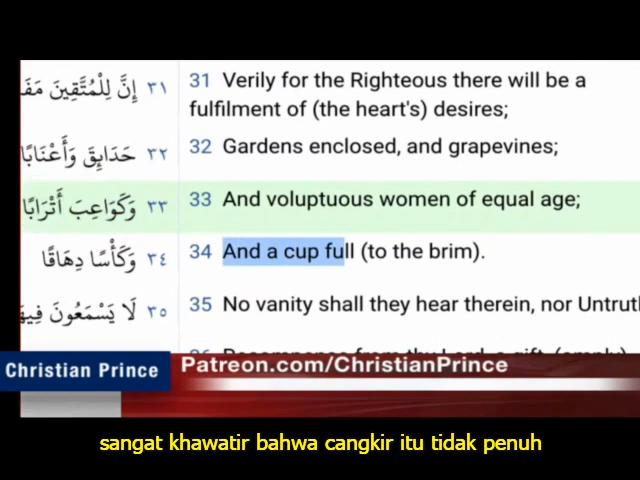 إِنَّ لِلْمُتَّقِينَ ٣١
31 Verily for the Righteous there will be a
fulfilment of (the heart's) desires;
حَدَائِقَ وَأَعْنَابًا ٣٢
32 Gardens enclosed, and grapevines;
وَكَوَاعِبَ أَتْرَابًا ٣٣
33 And voluptuous women of equal age;
وَكَأْسًا دِهَاقًا ٣٤
34 And a cup full (to the brim).
لَا يَسْمَعُونَ ٣٥
35 No vanity shall they hear therein, nor
Christian Prince
Patreon.com/ChristianPrince
sangat khawatir bahwa cangkir itu tidak penuh